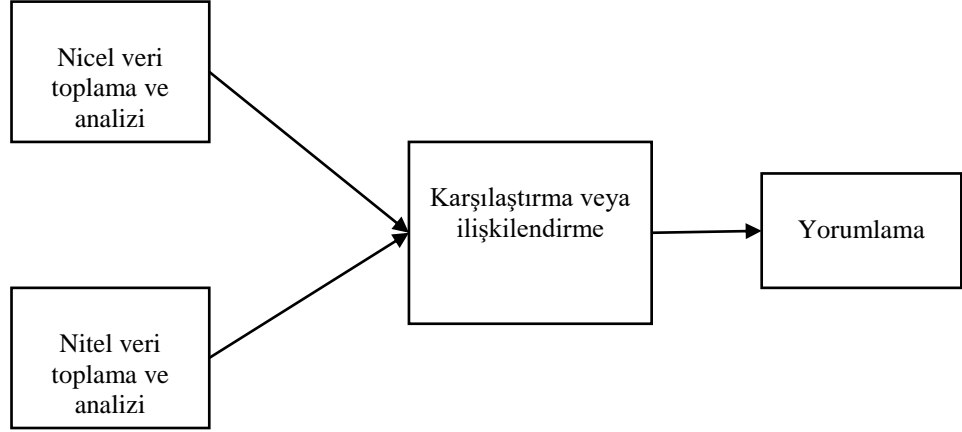 Nicel veri
toplama ve
analizi
Karşılaştırma veya
ilişkilendirme
Yorumlama
Nitel veri
toplama ve
analizi